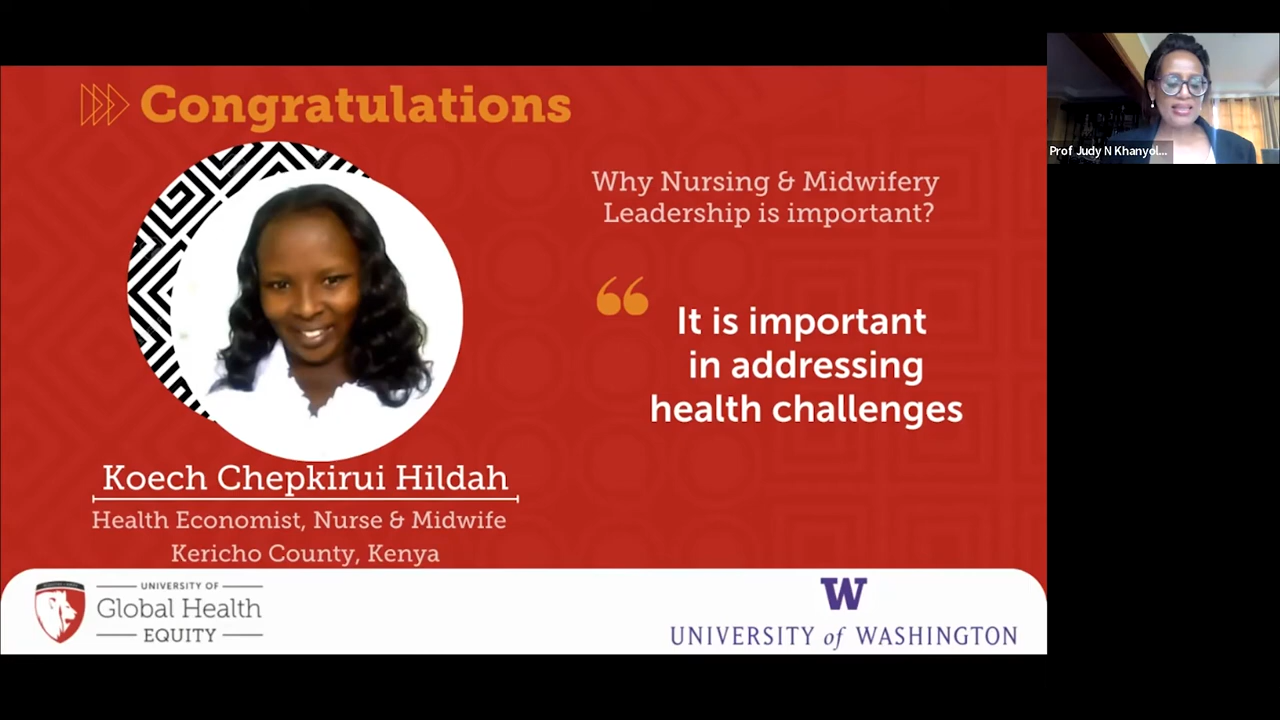 Congratulations
Why Nursing & Midwifery
Leadership is important?
“
It is important
in addressing
health challenges
Koech Chepkirui Hildah
Health Economist, Nurse & Midwife
Kericho County, Kenya
UNIVERSITY OF
Global Health
EQUITY
W
UNIVERSITY of WASHINGTON
Prof Judy N Khanyol...